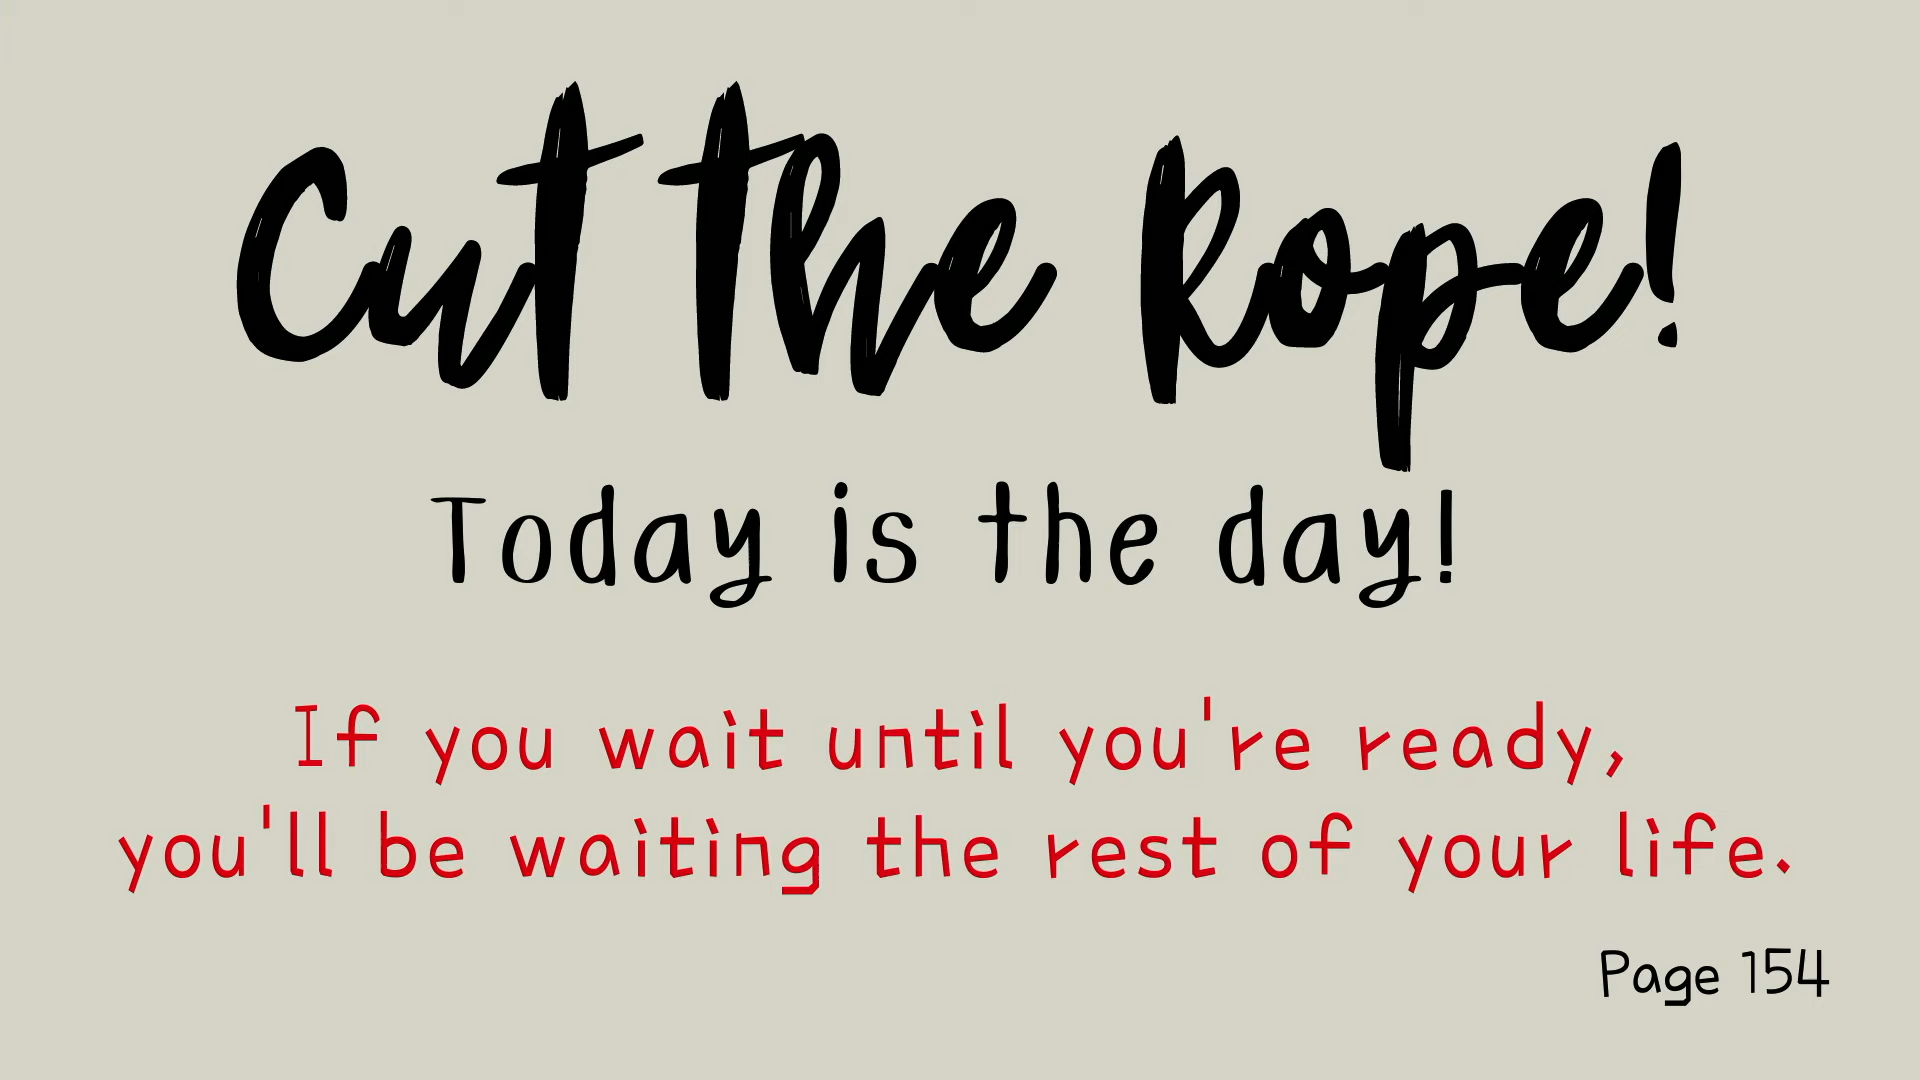 Cut the Rope!
Today is the day!
If you wait until you're ready,
you'll be waiting the rest of your life.
Page 154